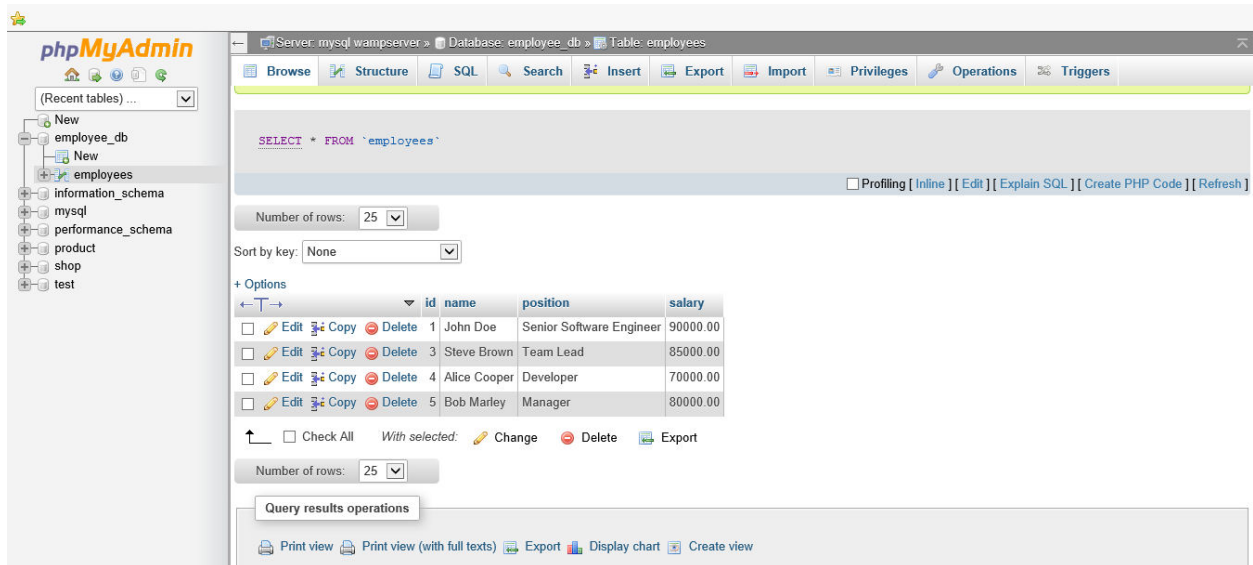 phpMyAdmin
(Recent tables) ...
New
employee_db
New
employees
information_schema
mysql
performance_schema
product
shop
test
Server: mysql wampserver » Database: employee_db » Table: employees
Browse Structure SQL Search Insert Export Import Privileges Operations Triggers
SELECT * FROM `employees`
Profiling [ Inline ] [ Edit ] [ Explain SQL ] [ Create PHP Code ] [ Refresh ]
Number of rows: 25
Sort by key: None
+ Options
←T→ id name position salary
Edit Copy Delete 1 John Doe Senior Software Engineer 90000.00
Edit Copy Delete 3 Steve Brown Team Lead 85000.00
Edit Copy Delete 4 Alice Cooper Developer 70000.00
Edit Copy Delete 5 Bob Marley Manager 80000.00
Check All With selected: Change Delete Export
Number of rows: 25
Query results operations
Print view Print view (with full texts) Export Display chart Create view